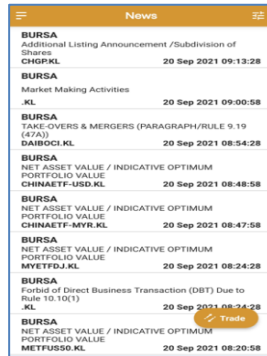 News
BURSA
Additional Listing Announcement /Subdivision of
Shares
CHGP.KL 20 Sep 2021 09:13:28
BURSA
Market Making Activities
.KL 20 Sep 2021 09:00:58
BURSA
TAKE-OVERS & MERGERS (PARAGRAPH/RULE 9.19
(47A))
DAIBOCI.KL 20 Sep 2021 08:54:28
BURSA
NET ASSET VALUE / INDICATIVE OPTIMUM
PORTFOLIO VALUE
CHINAETF-USD.KL 20 Sep 2021 08:48:58
BURSA
NET ASSET VALUE / INDICATIVE OPTIMUM
PORTFOLIO VALUE
CHINAETF-MYR.KL 20 Sep 2021 08:47:58
BURSA
NET ASSET VALUE / INDICATIVE OPTIMUM
PORTFOLIO VALUE
MYETFDJ.KL 20 Sep 2021 08:24:28
BURSA
Forbid of Direct Business Transaction (DBT) Due to
Rule 10.10(1)
.KL 20 Sep 2021 08:24:28
Trade
BURSA
NET ASSET VALUE / INDICATIVE OPTIMUM
PORTFOLIO VALUE
METFUS50.KL 20 Sep 2021 08:20:58